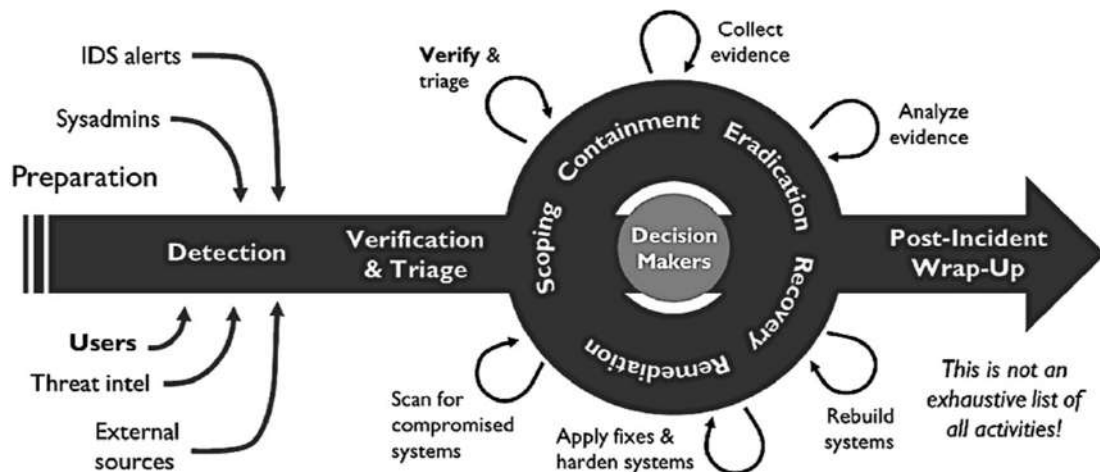 IDS alerts
Sysadmins
Preparation
Detection
Users
Threat intel
External
sources
Verification
& Triage
Verify &
triage
Collect
evidence
Analyze
evidence
Scoping
Containment
Eradication
Recovery
Remediation
Decision
Makers
Scan for
compromised
systems
Apply fixes &
harden systems
Rebuild
systems
Post-Incident
Wrap-Up
This is not an
exhaustive list of
all activities!